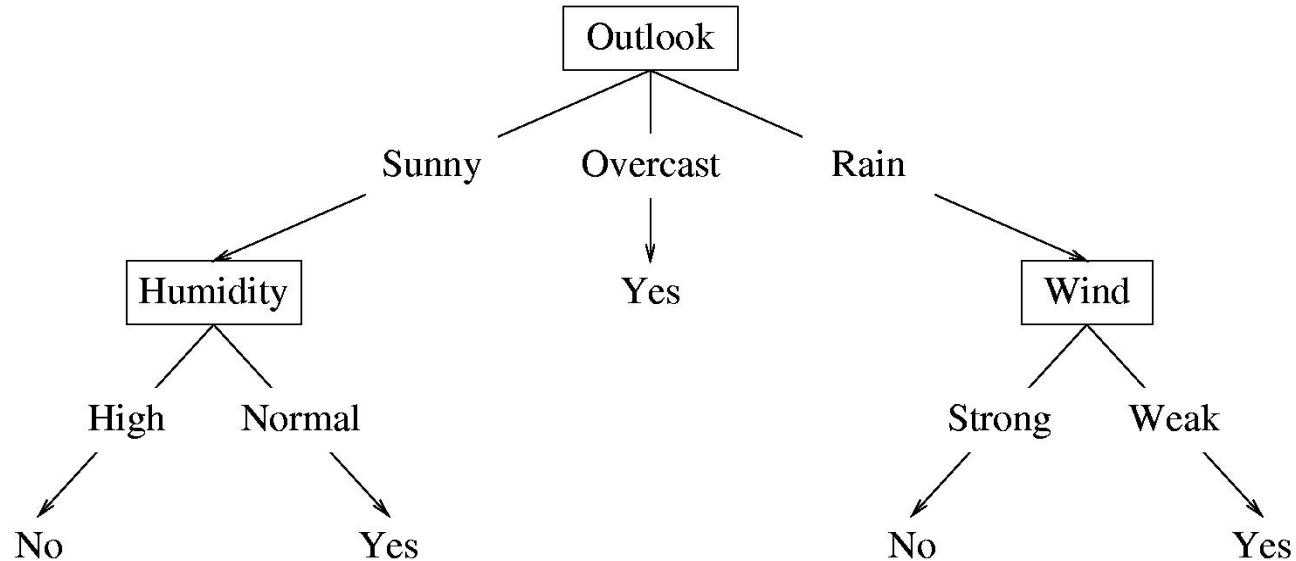 Outlook
Sunny Overcast Rain
Humidity Yes Wind
High Normal Strong Weak
No Yes No Yes